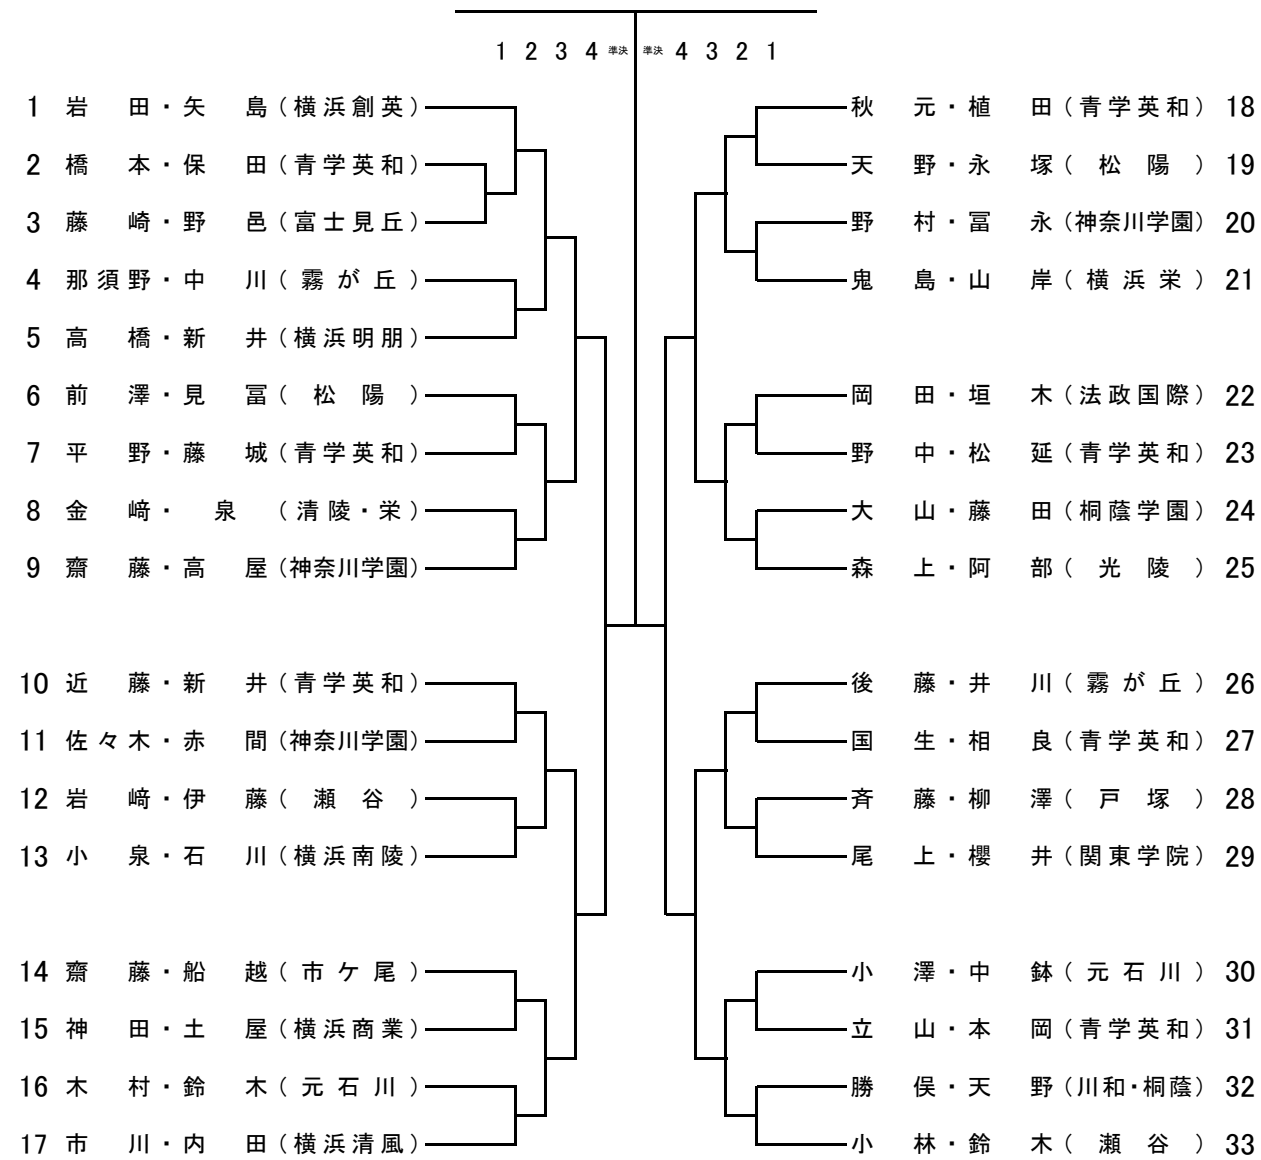 1 2 3 4 準決 準決 4 3 2 1
1 岩田・矢島(横浜創英)
2 橋本・保田(青学英和)
3 藤崎・野邑(富士見丘)
4 那須野・中川(霧が丘)
5 高橋・新井(横浜明朋)
6 前澤・見冨(松陽)
7 平野・藤城(青学英和)
8 金﨑・泉(清陵・栄)
9 齋藤・高屋(神奈川学園)
10 近藤・新井(青学英和)
11 佐々木・赤間(神奈川学園)
12 岩﨑・伊藤(瀬谷)
13 小泉・石川(横浜南陵)
14 齋藤・船越(市ケ尾)
15 神田・土屋(横浜商業)
16 木村・鈴木(元石川)
17 市川・内田(横浜清風)
秋元・植田(青学英和) 18
天野・永塚(松陽) 19
野村・冨永(神奈川学園) 20
鬼島・山岸(横浜栄) 21
岡田・垣木(法政国際) 22
野中・松延(青学英和) 23
大山・藤田(桐蔭学園) 24
森上・阿部(光陵) 25
後藤・井川(霧が丘) 26
国生・相良(青学英和) 27
斉藤・柳澤(戸塚) 28
尾上・櫻井(関東学院) 29
小澤・中鉢(元石川) 30
立山・本岡(青学英和) 31
勝俣・天野(川和・桐蔭) 32
小林・鈴木(瀬谷) 33